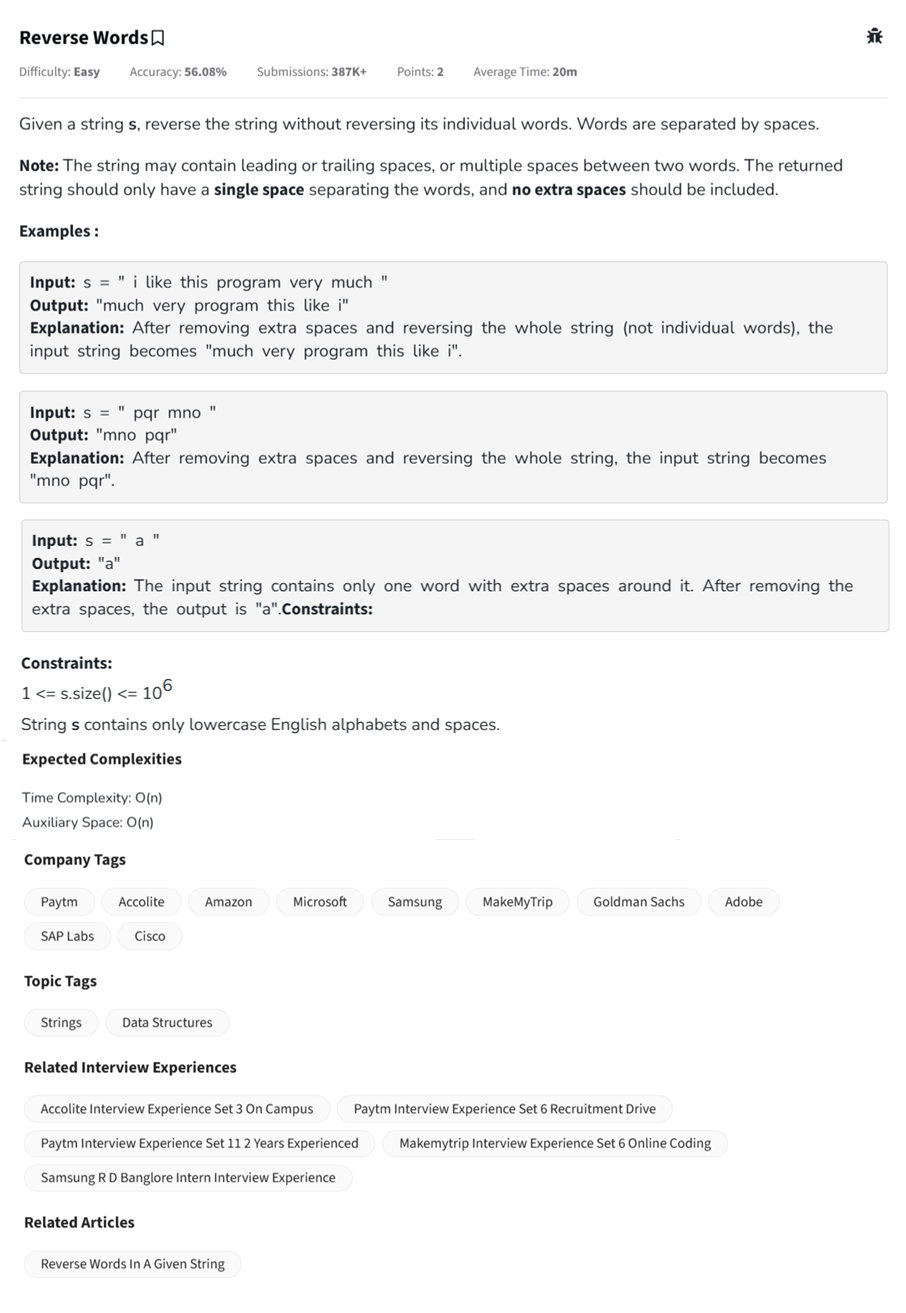 Reverse Words
Difficulty: Easy Accuracy: 56.08% Submissions: 387K+ Points: 2 Average Time: 20m
Given a string s, reverse the string without reversing its individual words. Words are separated by spaces.
Note: The string may contain leading or trailing spaces, or multiple spaces between two words. The returned
string should only have a single space separating the words, and no extra spaces should be included.
Examples :
Input: s = " i like this program very much "
Output: "much very program this like i"
Explanation: After removing extra spaces and reversing the whole string (not individual words), the
input string becomes "much very program this like i".
Input: s = " pqr mno "
Output: "mno pqr"
Explanation: After removing extra spaces and reversing the whole string, the input string becomes
"mno pqr".
Input: s = " a "
Output: "a"
Explanation: The input string contains only one word with extra spaces around it. After removing the
extra spaces, the output is "a".Constraints:
Constraints:
1 <= s.size() <= 10^6
String s contains only lowercase English alphabets and spaces.
Expected Complexities
Time Complexity: O(n)
Auxiliary Space: O(n)
Company Tags
Paytm Accolite Amazon Microsoft Samsung MakeMyTrip Goldman Sachs Adobe
SAP Labs Cisco
Topic Tags
Strings Data Structures
Related Interview Experiences
Accolite Interview Experience Set 3 On Campus Paytm Interview Experience Set 6 Recruitment Drive
Paytm Interview Experience Set 11 2 Years Experienced Makemytrip Interview Experience Set 6 Online Coding
Samsung R D Banglore Intern Interview Experience
Related Articles
Reverse Words In A Given String